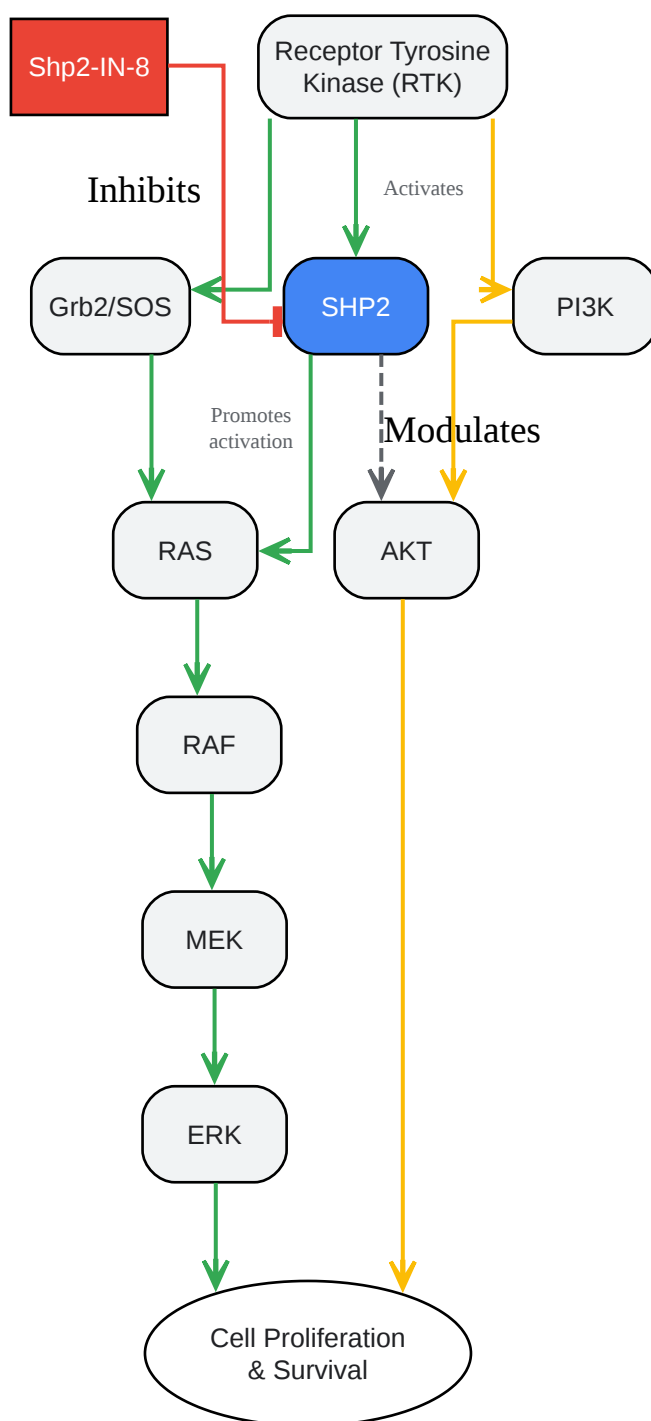 Shp2-IN-8
Receptor Tyrosine
Kinase (RTK)
Inhibits
Activates
Grb2/SOS
SHP2
PI3K
Promotes
activation
Modulates
RAS
AKT
RAF
MEK
ERK
Cell Proliferation
& Survival